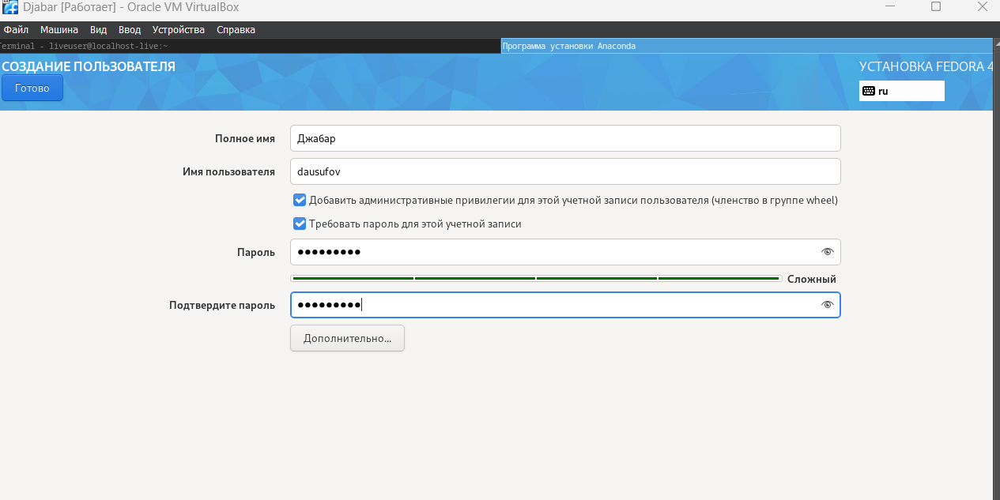 Djabar [Работает] - Oracle VM VirtualBox
Файл Машина Вид Ввод Устройства Справка
Terminal - liveuser@localhost-live:~ Программа установки Anaconda
СОЗДАНИЕ ПОЛЬЗОВАТЕЛЯ УСТАНОВКА FEDORA 4
Готово ru
Полное имя Джабар
Имя пользователя dausufov
Добавить административные привилегии для этой учетной записи пользователя (членство в группе wheel)
Требовать пароль для этой учетной записи
Пароль ●●●●●●●●●
Сложный
Подтвердите пароль ●●●●●●●●●
Дополнительно...